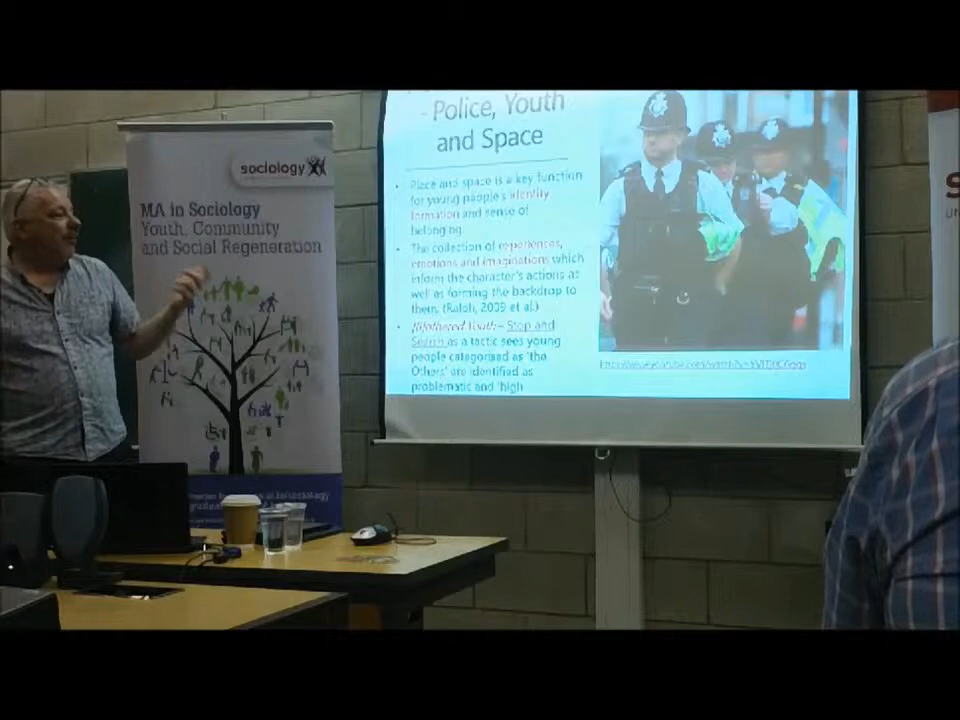 sociology
MA in Sociology
Youth, Community
and Social Regeneration
- Police, Youth
and Space
• Place and space is a key function
for young people's identity
formation and sense of
belonging
• The collection of experiences,
emotions and imaginations which
inform the character's actions as
well as forming the backdrop to
them. (Ralph, 2009 et al.)
• [B]othered Youth – Stop and
Search as a tactic sees young
people categorised as 'the
Others' are identified as
problematic and 'high